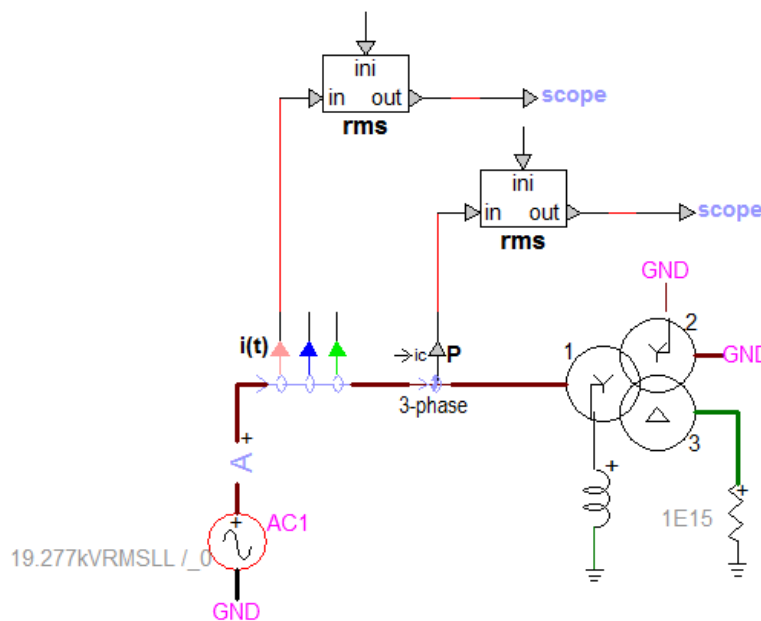 ini
in out
scope
rms
ini
in out
scope
rms
GND
i(t)
ic P
1
2
GND
3-phase
3
+
A
+
+
1E15
+
AC1
19.277kVRMSLL /_0
GND